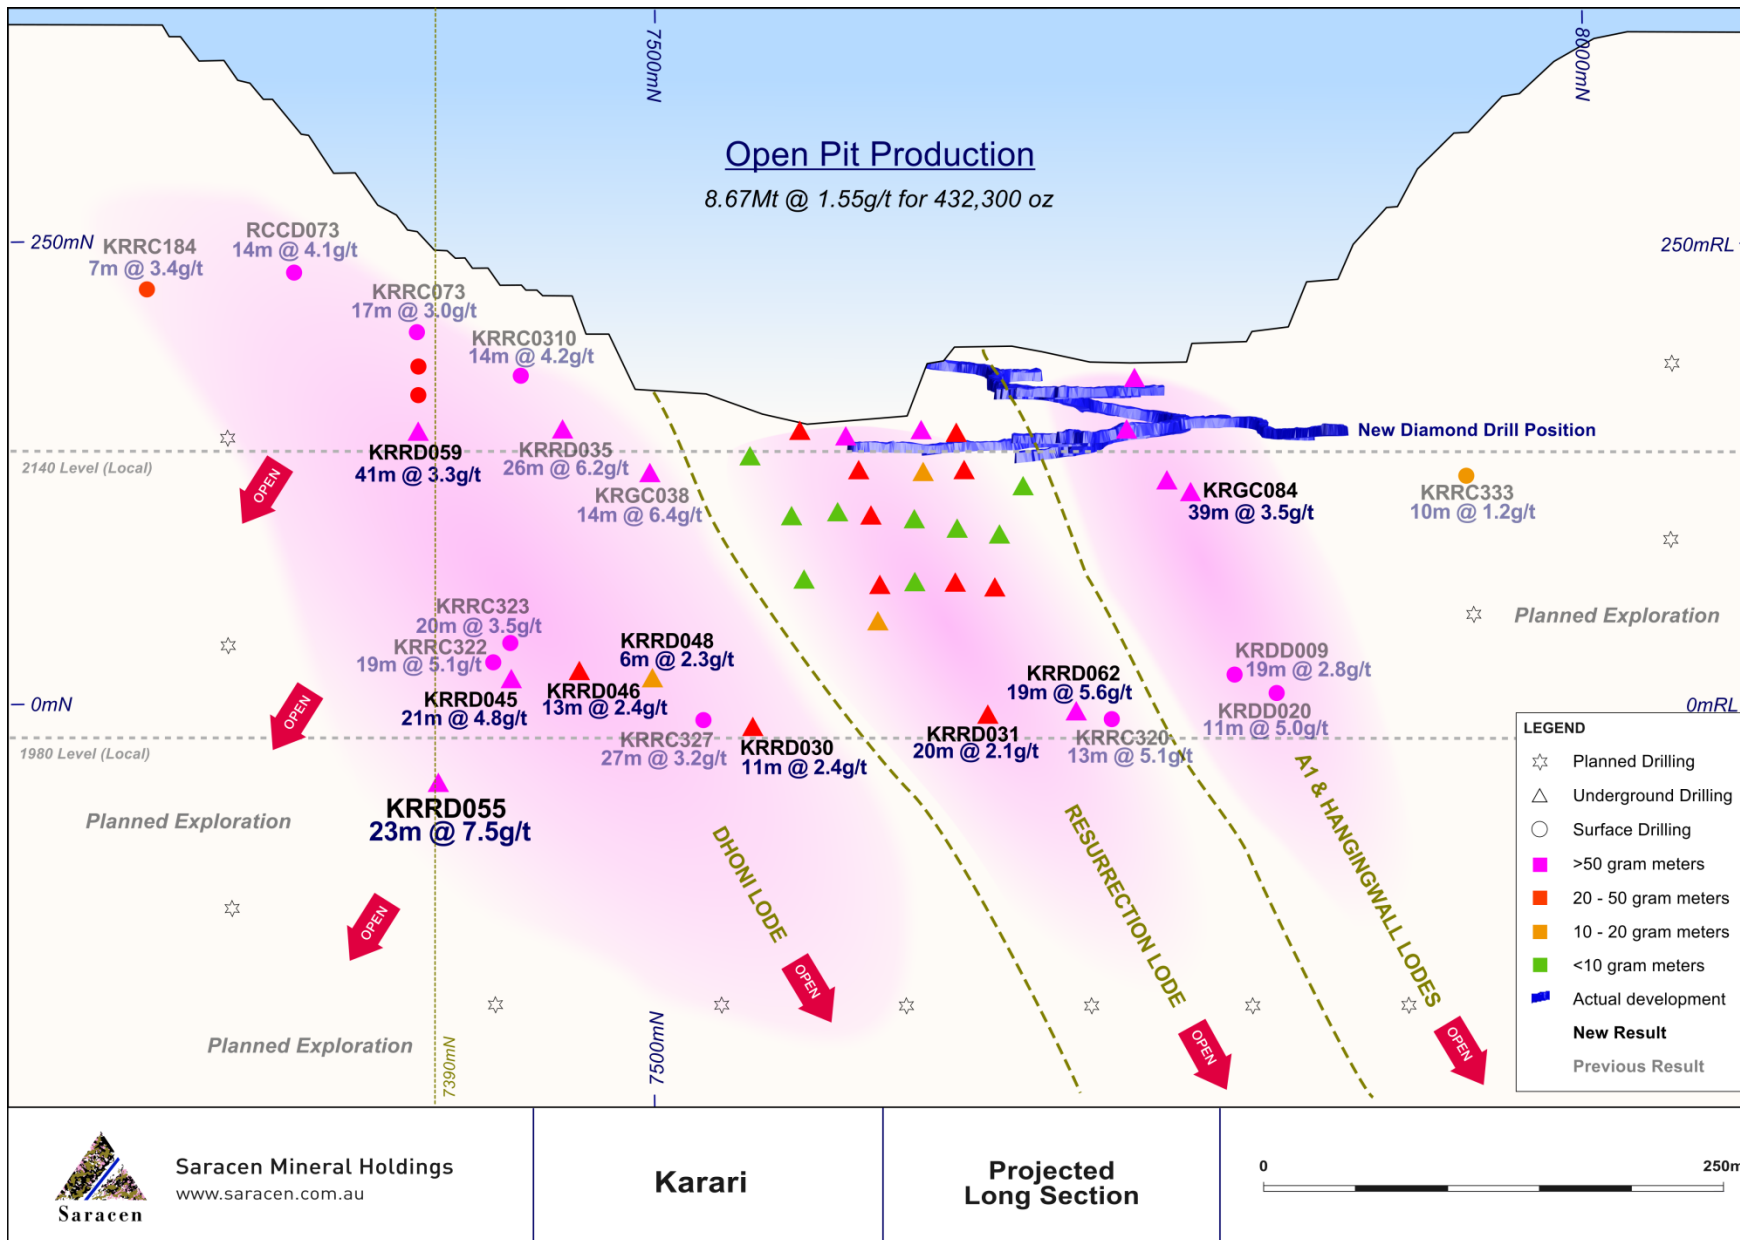 7500mN
8000mN
Open Pit Production
8.67Mt @ 1.55g/t for 432,300 oz
250mN
250mRL
KRRC184
7m @ 3.4g/t
RCCD073
14m @ 4.1g/t
KRRC073
17m @ 3.0g/t
KRRC0310
14m @ 4.2g/t
New Diamond Drill Position
2140 Level (Local)
KRRD059
41m @ 3.3g/t
KRRD035
26m @ 6.2g/t
KRGC038
14m @ 6.4g/t
KRGC084
39m @ 3.5g/t
KRRC333
10m @ 1.2g/t
OPEN
KRRC323
20m @ 3.5g/t
KRRC322
19m @ 5.1g/t
KRRD045
21m @ 4.8g/t
KRRD046
13m @ 2.4g/t
KRRD048
6m @ 2.3g/t
KRRC327
27m @ 3.2g/t
KRRD030
11m @ 2.4g/t
KRRD031
20m @ 2.1g/t
KRRD062
19m @ 5.6g/t
KRRC320
13m @ 5.1g/t
KRDD009
19m @ 2.8g/t
KRDD020
11m @ 5.0g/t
Planned Exploration
0mN
0mRL
OPEN
1980 Level (Local)
KRRD055
23m @ 7.5g/t
Planned Exploration
OPEN
DHONI LODE
OPEN
RESURRECTION LODE
OPEN
A1 & HANGINGWALL LODES
OPEN
Planned Exploration
7390mN
7500mN
LEGEND
Planned Drilling
Underground Drilling
Surface Drilling
>50 gram meters
20 - 50 gram meters
10 - 20 gram meters
<10 gram meters
Actual development
New Result
Previous Result
Saracen
Saracen Mineral Holdings
www.saracen.com.au
Karari
Projected
Long Section
0
250m